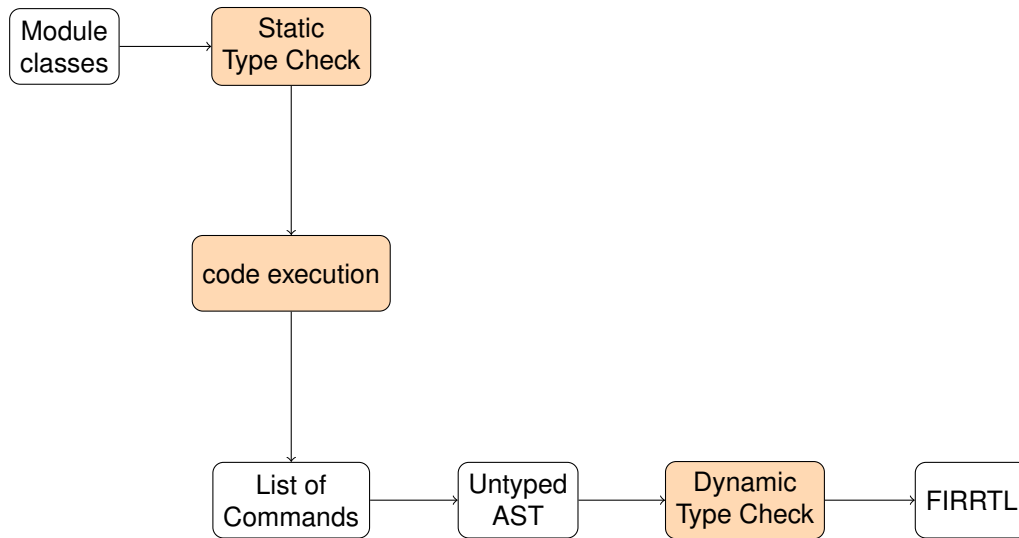 Module
classes
Static
Type Check
code execution
List of
Commands
Untyped
AST
Dynamic
Type Check
FIRRTL